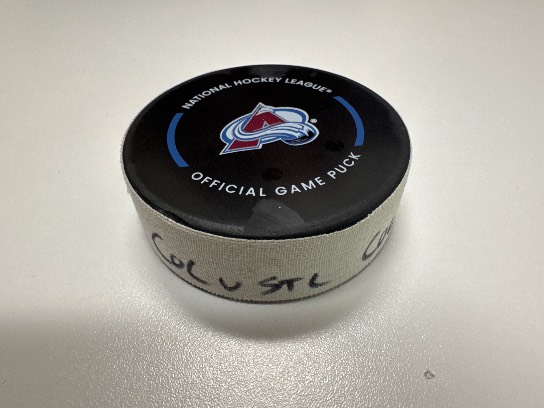 NATIONAL HOCKEY LEAGUE®
OFFICIAL GAME PUCK
COL v STL